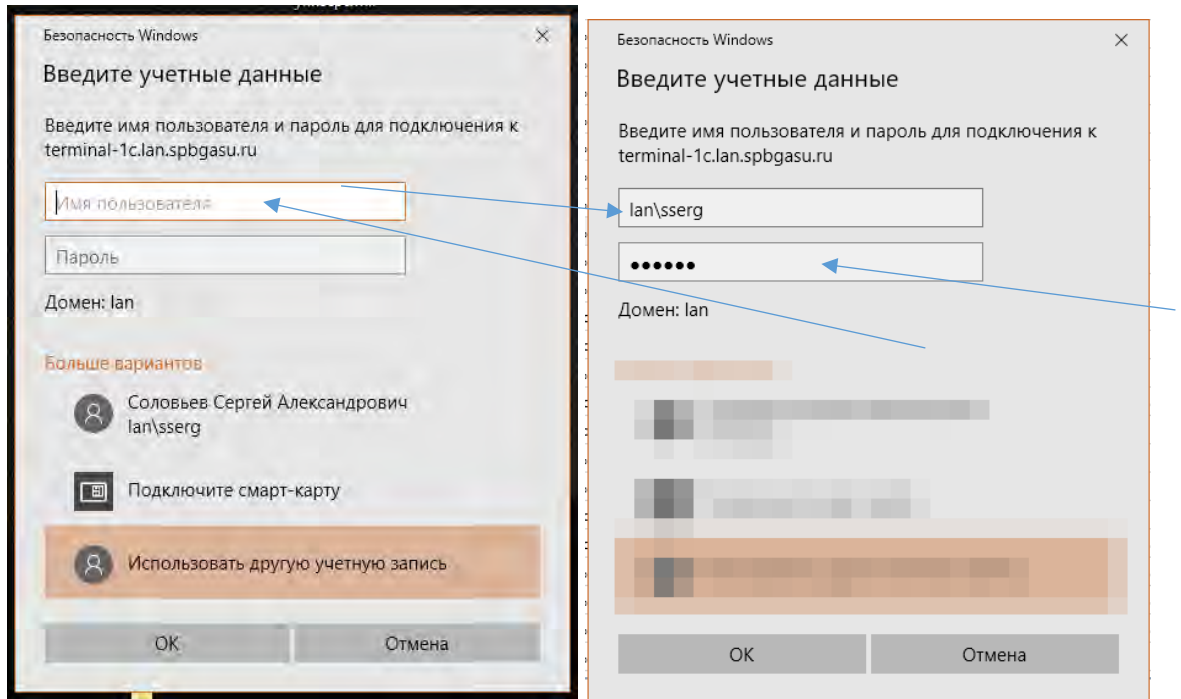 Безопасность Windows
Введите учетные данные
Введите имя пользователя и пароль для подключения к
terminal-1c.lan.spbgasu.ru
Имя пользователя
Пароль
Домен: lan
Больше вариантов
Соловьев Сергей Александрович
lan\sserg
Подключите смарт-карту
Использовать другую учетную запись
ОК
Отмена
Безопасность Windows
Введите учетные данные
Введите имя пользователя и пароль для подключения к
terminal-1c.lan.spbgasu.ru
lan\sserg
••••••
Домен: lan
ОК
Отмена